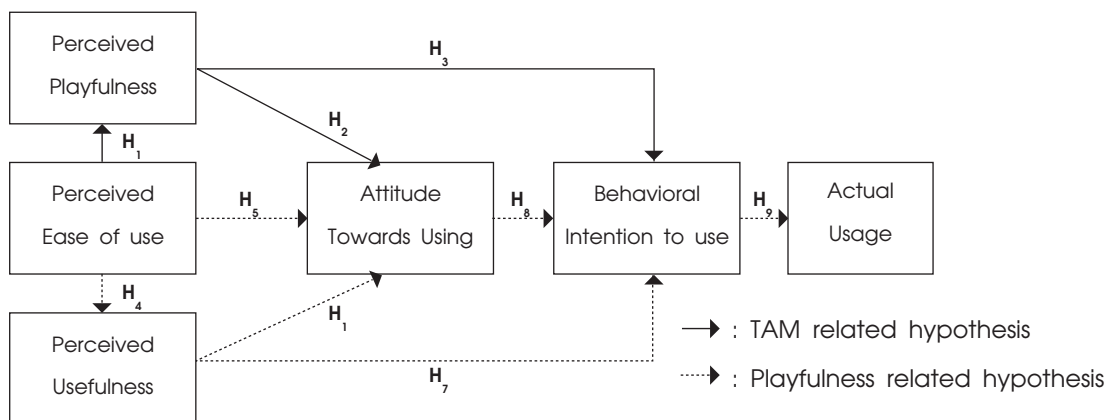 Perceived
Playfulness
H3
H2
H1
Perceived
Ease of use
H5
Attitude
Towards Using
H8
Behavioral
Intention to use
H9
Actual
Usage
H4
Perceived
Usefulness
H1
H7
: TAM related hypothesis
: Playfulness related hypothesis